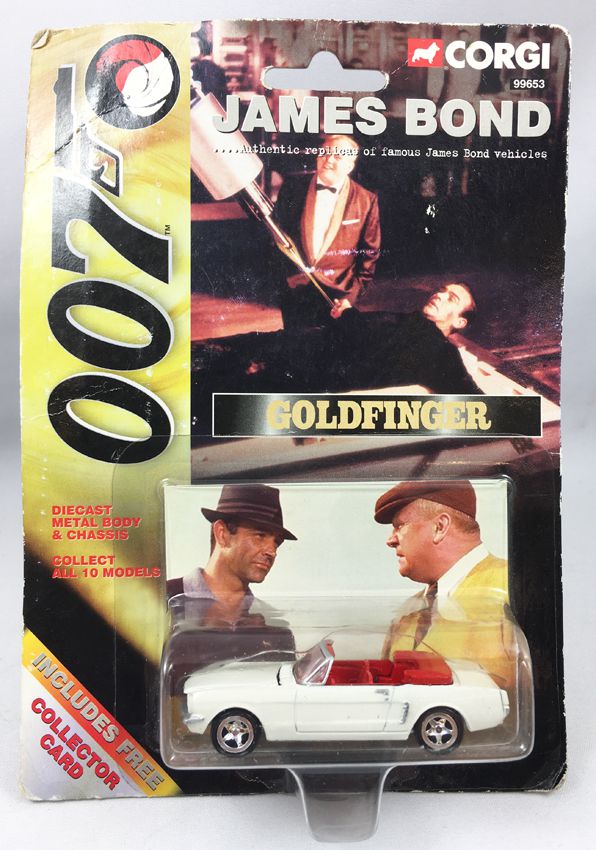 CORGI
99653
JAMES BOND
....Authentic replicas of famous James Bond vehicles
007
TM
GOLDFINGER
DIECAST
METAL BODY
& CHASSIS
COLLECT
ALL 10 MODELS
INCLUDES FREE
COLLECTOR
CARD